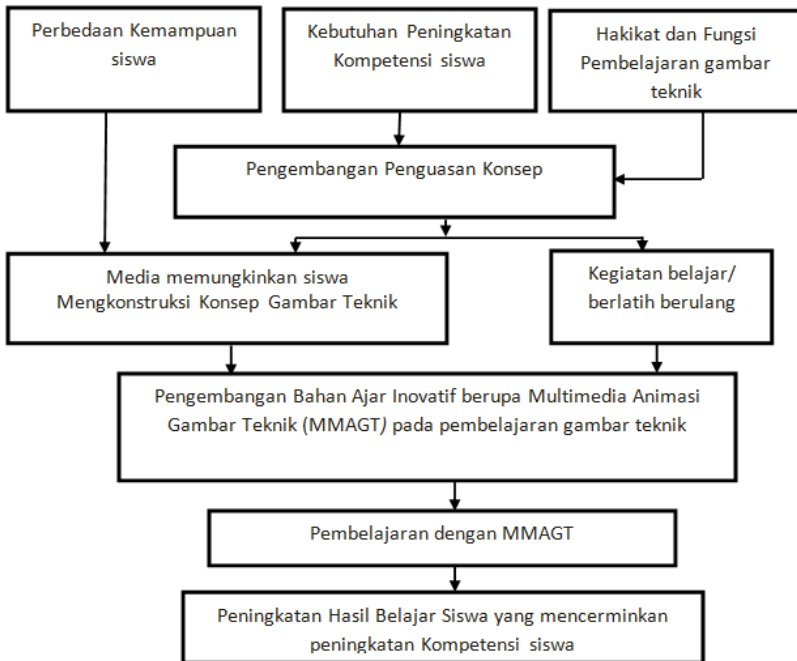 Perbedaan Kemampuan
siswa
Kebutuhan Peningkatan
Kompetensi siswa
Hakikat dan Fungsi
Pembelajaran gambar
teknik
Pengembangan Penguasan Konsep
Media memungkinkan siswa
Mengkonstruksi Konsep Gambar Teknik
Kegiatan belajar/
berlatih berulang
Pengembangan Bahan Ajar Inovatif berupa Multimedia Animasi
Gambar Teknik (MMAGT) pada pembelajaran gambar teknik
Pembelajaran dengan MMAGT
Peningkatan Hasil Belajar Siswa yang mencerminkan
peningkatan Kompetensi siswa